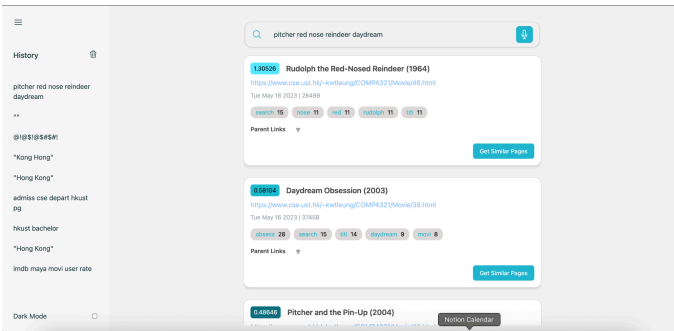 History
pitcher red nose reindeer
daydream
""
@!@$!@$#$#!
"Kong Hong"
"Hong Kong"
admiss cse depart hkust
pg
hkust bachelor
"Hong Kong"
imdb maya movi user rate
Dark Mode
pitcher red nose reindeer daydream
1.30526 Rudolph the Red-Nosed Reindeer (1964)
https://www.cse.ust.hk/~kwtleung/COMP4321/Movie/46.html
Tue May 16 2023 | 2849B
search 15 nose 11 red 11 rudolph 11 titl 11
Parent Links
Get Similar Pages
0.58104 Daydream Obsession (2003)
https://www.cse.ust.hk/~kwtleung/COMP4321/Movie/38.html
Tue May 16 2023 | 3745B
obsess 28 search 15 titl 14 daydream 9 movi 8
Parent Links
Get Similar Pages
0.48646 Pitcher and the Pin-Up (2004)
Notion Calendar